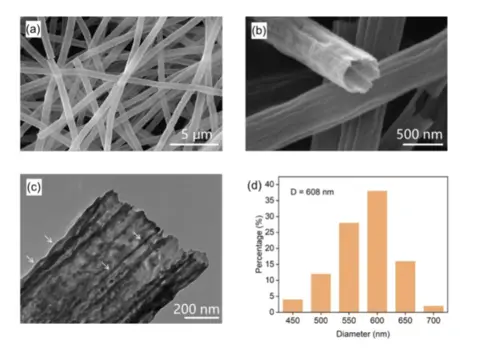 (a)
5 μm
(b)
500 nm
(c)
200 nm
(d)
D = 608 nm
Percentage (%)
40
35
30
25
20
15
10
5
0
450 500 550 600 650 700
Diameter (nm)